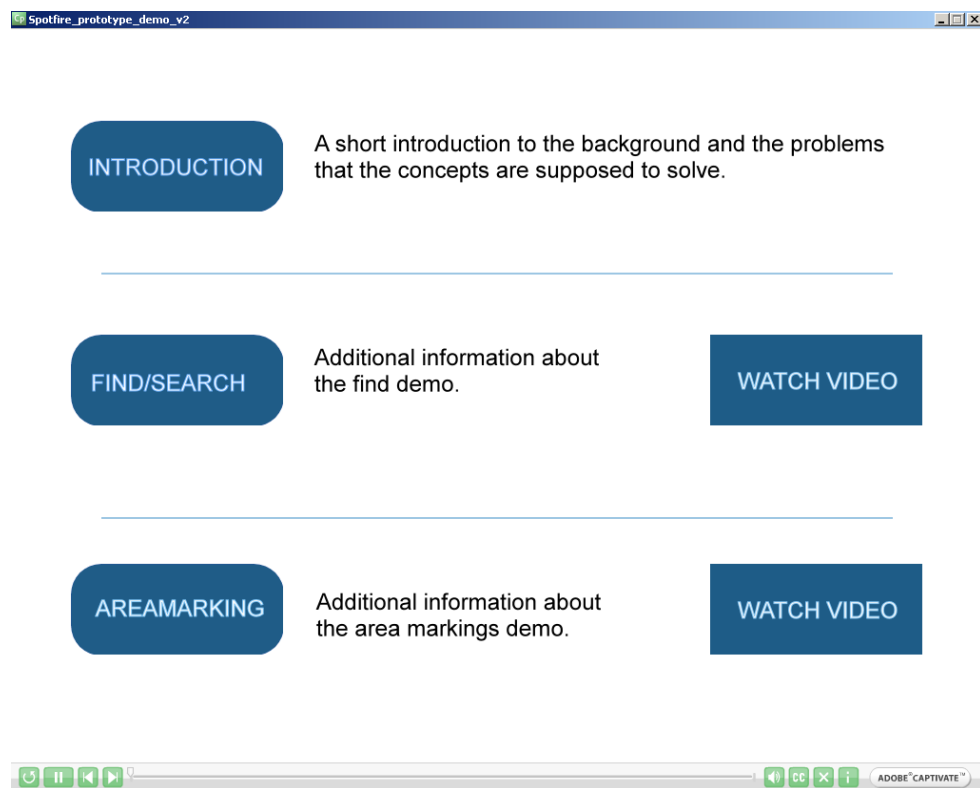 Cp Spotfire_prototype_demo_v2
INTRODUCTION
A short introduction to the background and the problems
that the concepts are supposed to solve.
FIND/SEARCH
Additional information about
the find demo.
WATCH VIDEO
AREAMARKING
Additional information about
the area markings demo.
WATCH VIDEO
CC
i
ADOBE® CAPTIVATE™